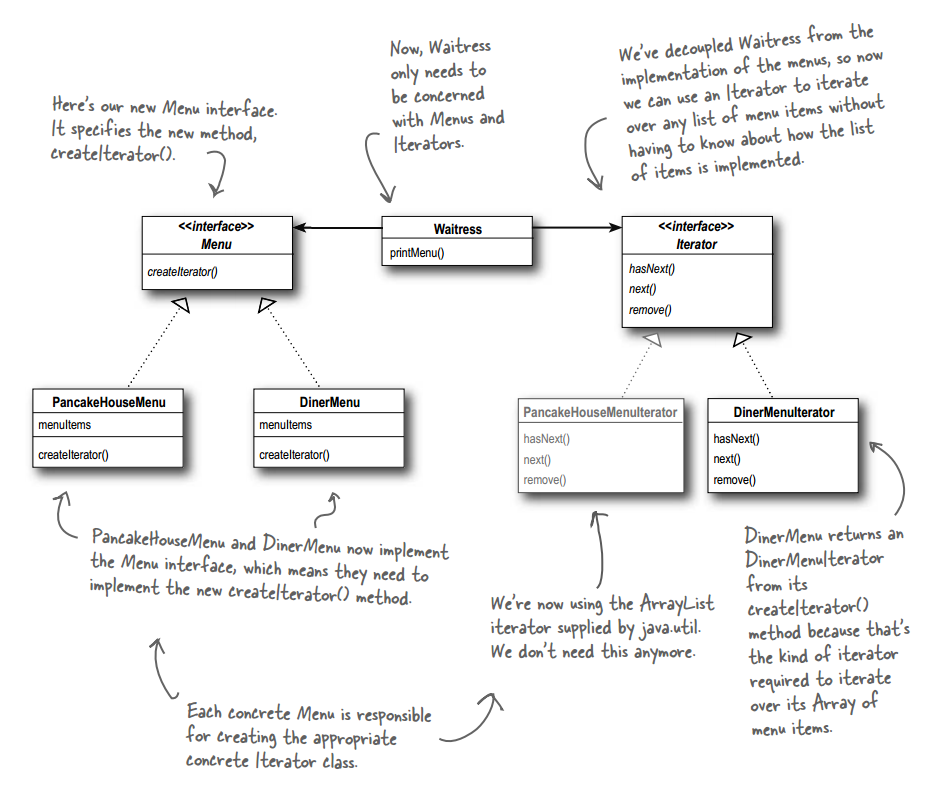 Here's our new Menu interface.
It specifies the new method,
createIterator().
Now, Waitress
only needs to
be concerned
with Menus and
Iterators.
We've decoupled Waitress from the
implementation of the menus, so now
we can use an Iterator to iterate
over any list of menu items without
having to know about how the list
of items is implemented.
<<interface>>
Menu
createIterator()
Waitress
printMenu()
<<interface>>
Iterator
hasNext()
next()
remove()
PancakeHouseMenu
menuItems
createIterator()
DinerMenu
menuItems
createIterator()
PancakeHouseMenuIterator
hasNext()
next()
remove()
DinerMenuIterator
hasNext()
next()
remove()
PancakeHouseMenu and DinerMenu now implement
the Menu interface, which means they need to
implement the new createIterator() method.
We're now using the ArrayList
iterator supplied by java.util.
We don't need this anymore.
DinerMenu returns an
DinerMenuIterator
from its
createIterator()
method because that's
the kind of iterator
required to iterate
over its Array of
menu items.
Each concrete Menu is responsible
for creating the appropriate
concrete Iterator class.